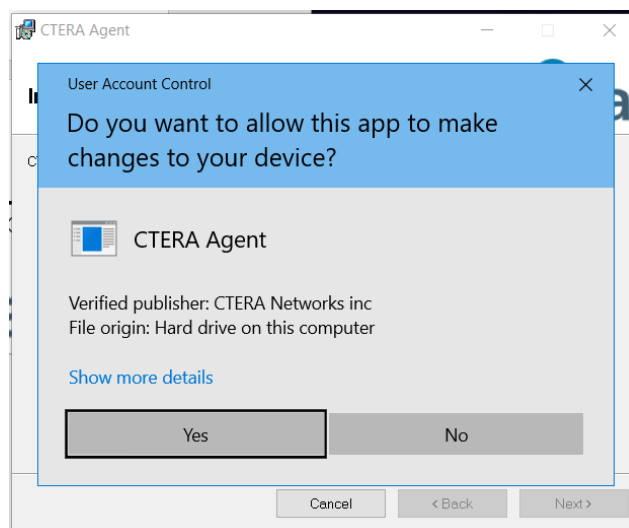 CTERA Agent
User Account Control
Do you want to allow this app to make
changes to your device?
CTERA Agent
Verified publisher: CTERA Networks inc
File origin: Hard drive on this computer
Show more details
Yes
No
Cancel
< Back
Next >